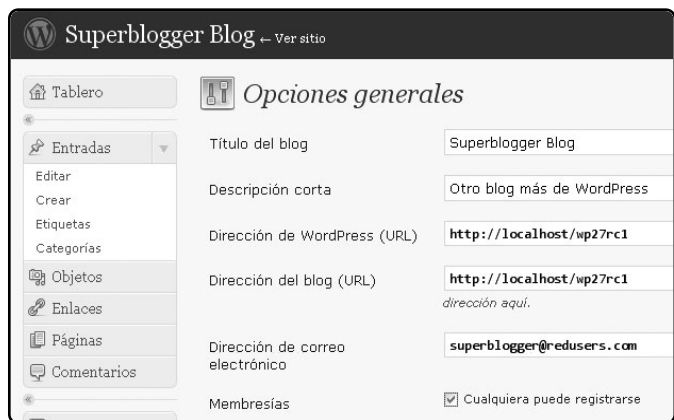 Superblogger Blog ← Ver sitio
Tablero
Entradas
Editar
Crear
Etiquetas
Categorías
Objetos
Enlaces
Páginas
Comentarios
Opciones generales
Título del blog Superblogger Blog
Descripción corta Otro blog más de WordPress
Dirección de WordPress (URL) http://localhost/wp27rc1
Dirección del blog (URL) http://localhost/wp27rc1
dirección aquí.
Dirección de correo superblogger@redusers.com
electrónico
Membresías Cualquiera puede registrarse